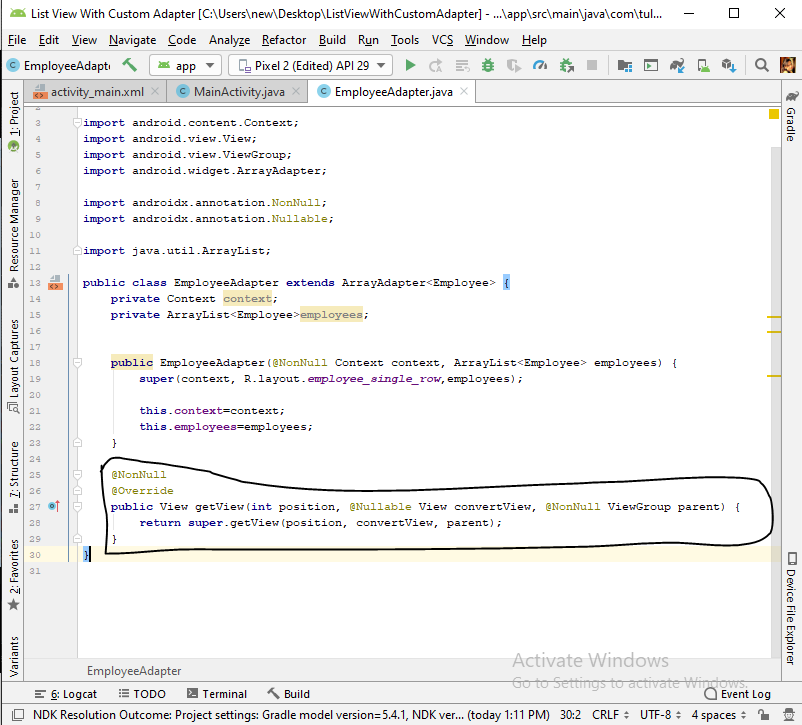 List View With Custom Adapter [C:\Users\new\Desktop\ListViewWithCustomAdapter] - ...\app\src\main\java\com\tul...
File Edit View Navigate Code Analyze Refactor Build Run Tools VCS Window Help
EmployeeAdapt app Pixel 2 (Edited) API 29
activity_main.xml MainActivity.java EmployeeAdapter.java
1: Project
Resource Manager
Layout Captures
7: Structure
2: Favorites
Variants
3 import android.content.Context;
4 import android.view.View;
5 import android.view.ViewGroup;
6 import android.widget.ArrayAdapter;
7
8 import androidx.annotation.NonNull;
9 import androidx.annotation.Nullable;
10
11 import java.util.ArrayList;
12
13 public class EmployeeAdapter extends ArrayAdapter<Employee> {
14 private Context context;
15 private ArrayList<Employee>employees;
16
17
18 public EmployeeAdapter(@NonNull Context context, ArrayList<Employee> employees) {
19 super(context, R.layout.employee_single_row,employees);
20
21 this.context=context;
22 this.employees=employees;
23 }
24
25 @NonNull
26 @Override
27 public View getView(int position, @Nullable View convertView, @NonNull ViewGroup parent) {
28 return super.getView(position, convertView, parent);
29 }
30 }
31
Gradle
Device File Explorer
EmployeeAdapter
Activate Windows
Go to Settings to activate Windows.
6: Logcat TODO Terminal Build Event Log
NDK Resolution Outcome: Project settings: Gradle model version=5.4.1, NDK ver... (today 1:11 PM) 30:2 CRLF UTF-8 4 spaces